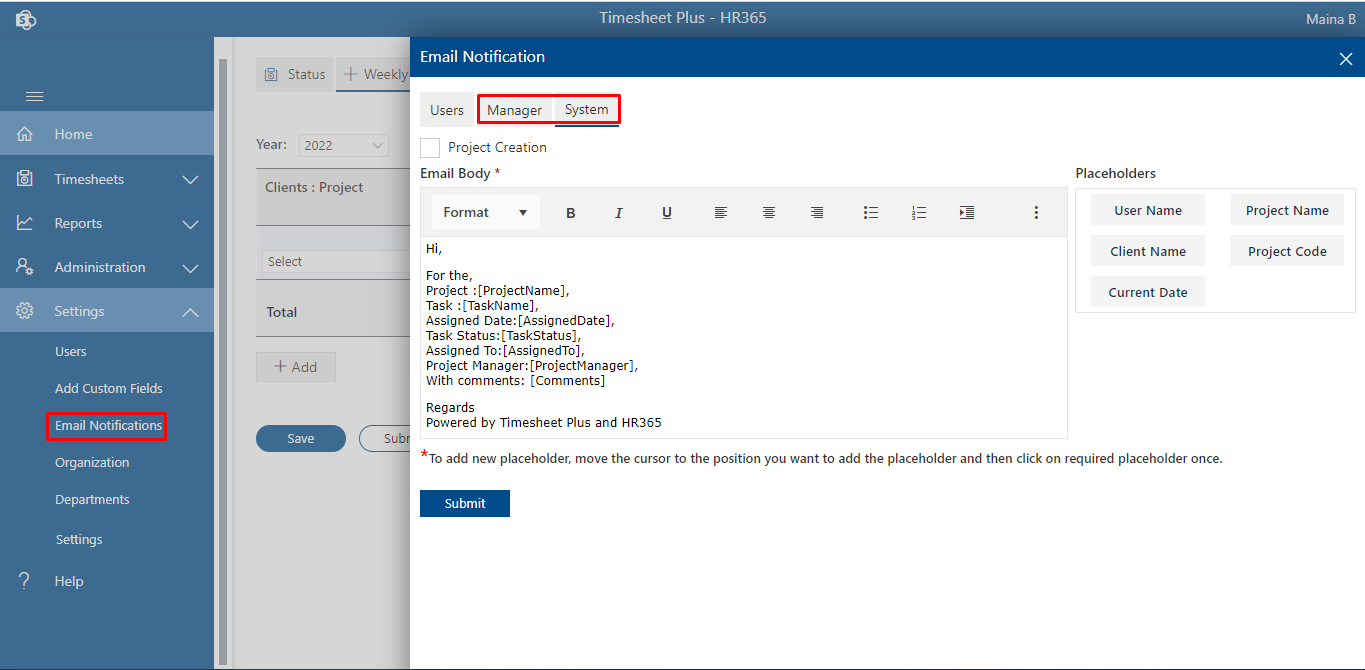 Timesheet Plus - HR365
Maina B
Home
Timesheets
Reports
Administration
Settings
Users
Add Custom Fields
Email Notifications
Organization
Departments
Settings
Help
Status
Weekly
Year:
2022
Clients : Project
Select
Total
Add
Save
Subr
Email Notification
Users
Manager
System
Project Creation
Email Body *
Format
B
I
U
Hi,
For the,
Project :[ProjectName],
Task :[TaskName],
Assigned Date:[AssignedDate],
Task Status:[TaskStatus],
Assigned To:[AssignedTo],
Project Manager:[ProjectManager],
With comments: [Comments]
Regards
Powered by Timesheet Plus and HR365
*To add new placeholder, move the cursor to the position you want to add the placeholder and then click on required placeholder once.
Submit
Placeholders
User Name
Project Name
Client Name
Project Code
Current Date